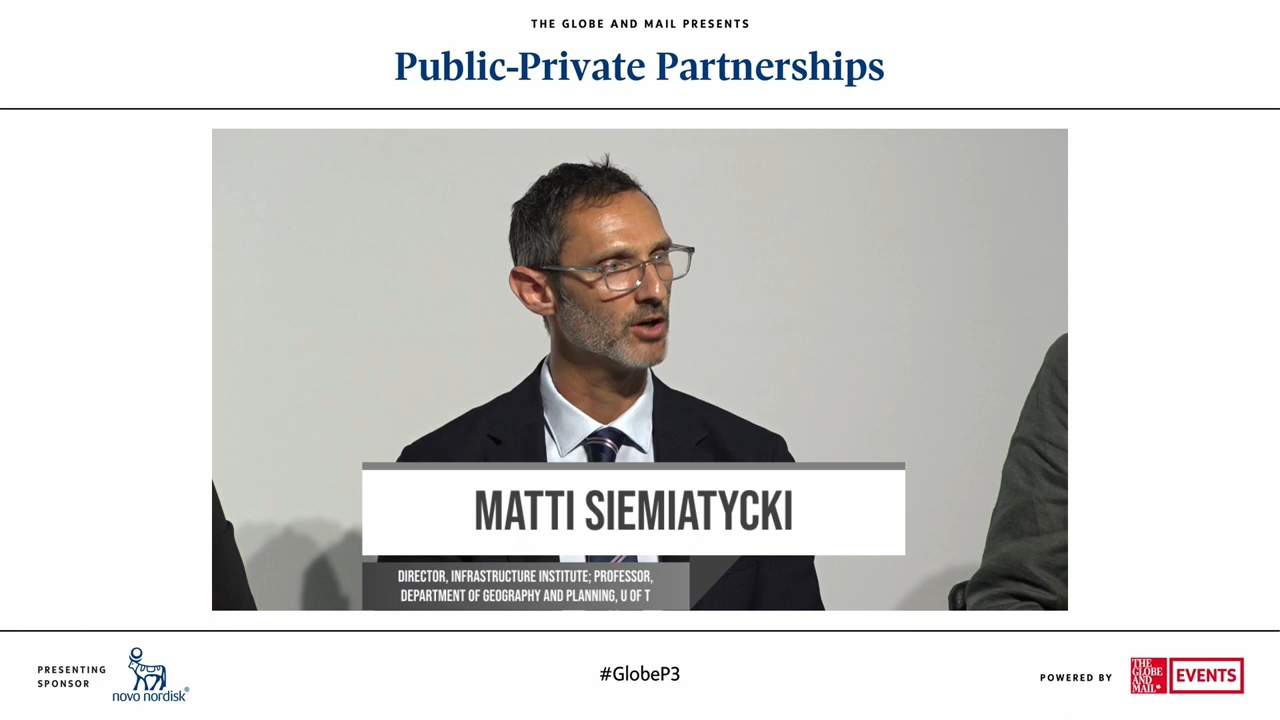 THE GLOBE AND MAIL PRESENTS
Public-Private Partnerships
MATTI SIEMIATYCKI
DIRECTOR, INFRASTRUCTURE INSTITUTE; PROFESSOR,
DEPARTMENT OF GEOGRAPHY AND PLANNING, U OF T
PRESENTING
SPONSOR
novo nordisk®
#GlobeP3
POWERED BY
THE
GLOBE
AND
MAIL
EVENTS